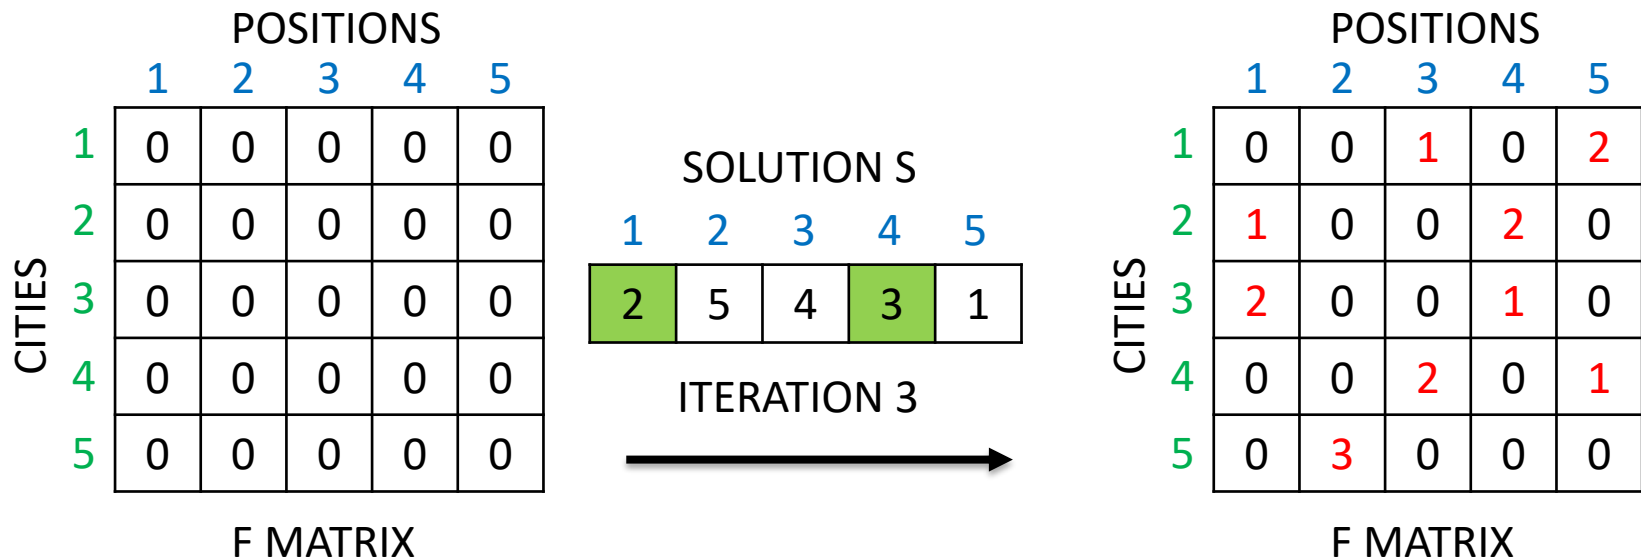 POSITIONS
1 2 3 4 5
CITIES
1 0 0 0 0 0
2 0 0 0 0 0
3 0 0 0 0 0
4 0 0 0 0 0
5 0 0 0 0 0
F MATRIX
SOLUTION S
1 2 3 4 5
2 5 4 3 1
ITERATION 3
POSITIONS
1 2 3 4 5
CITIES
1 0 0 1 0 2
2 1 0 0 2 0
3 2 0 0 1 0
4 0 0 2 0 1
5 0 3 0 0 0
F MATRIX